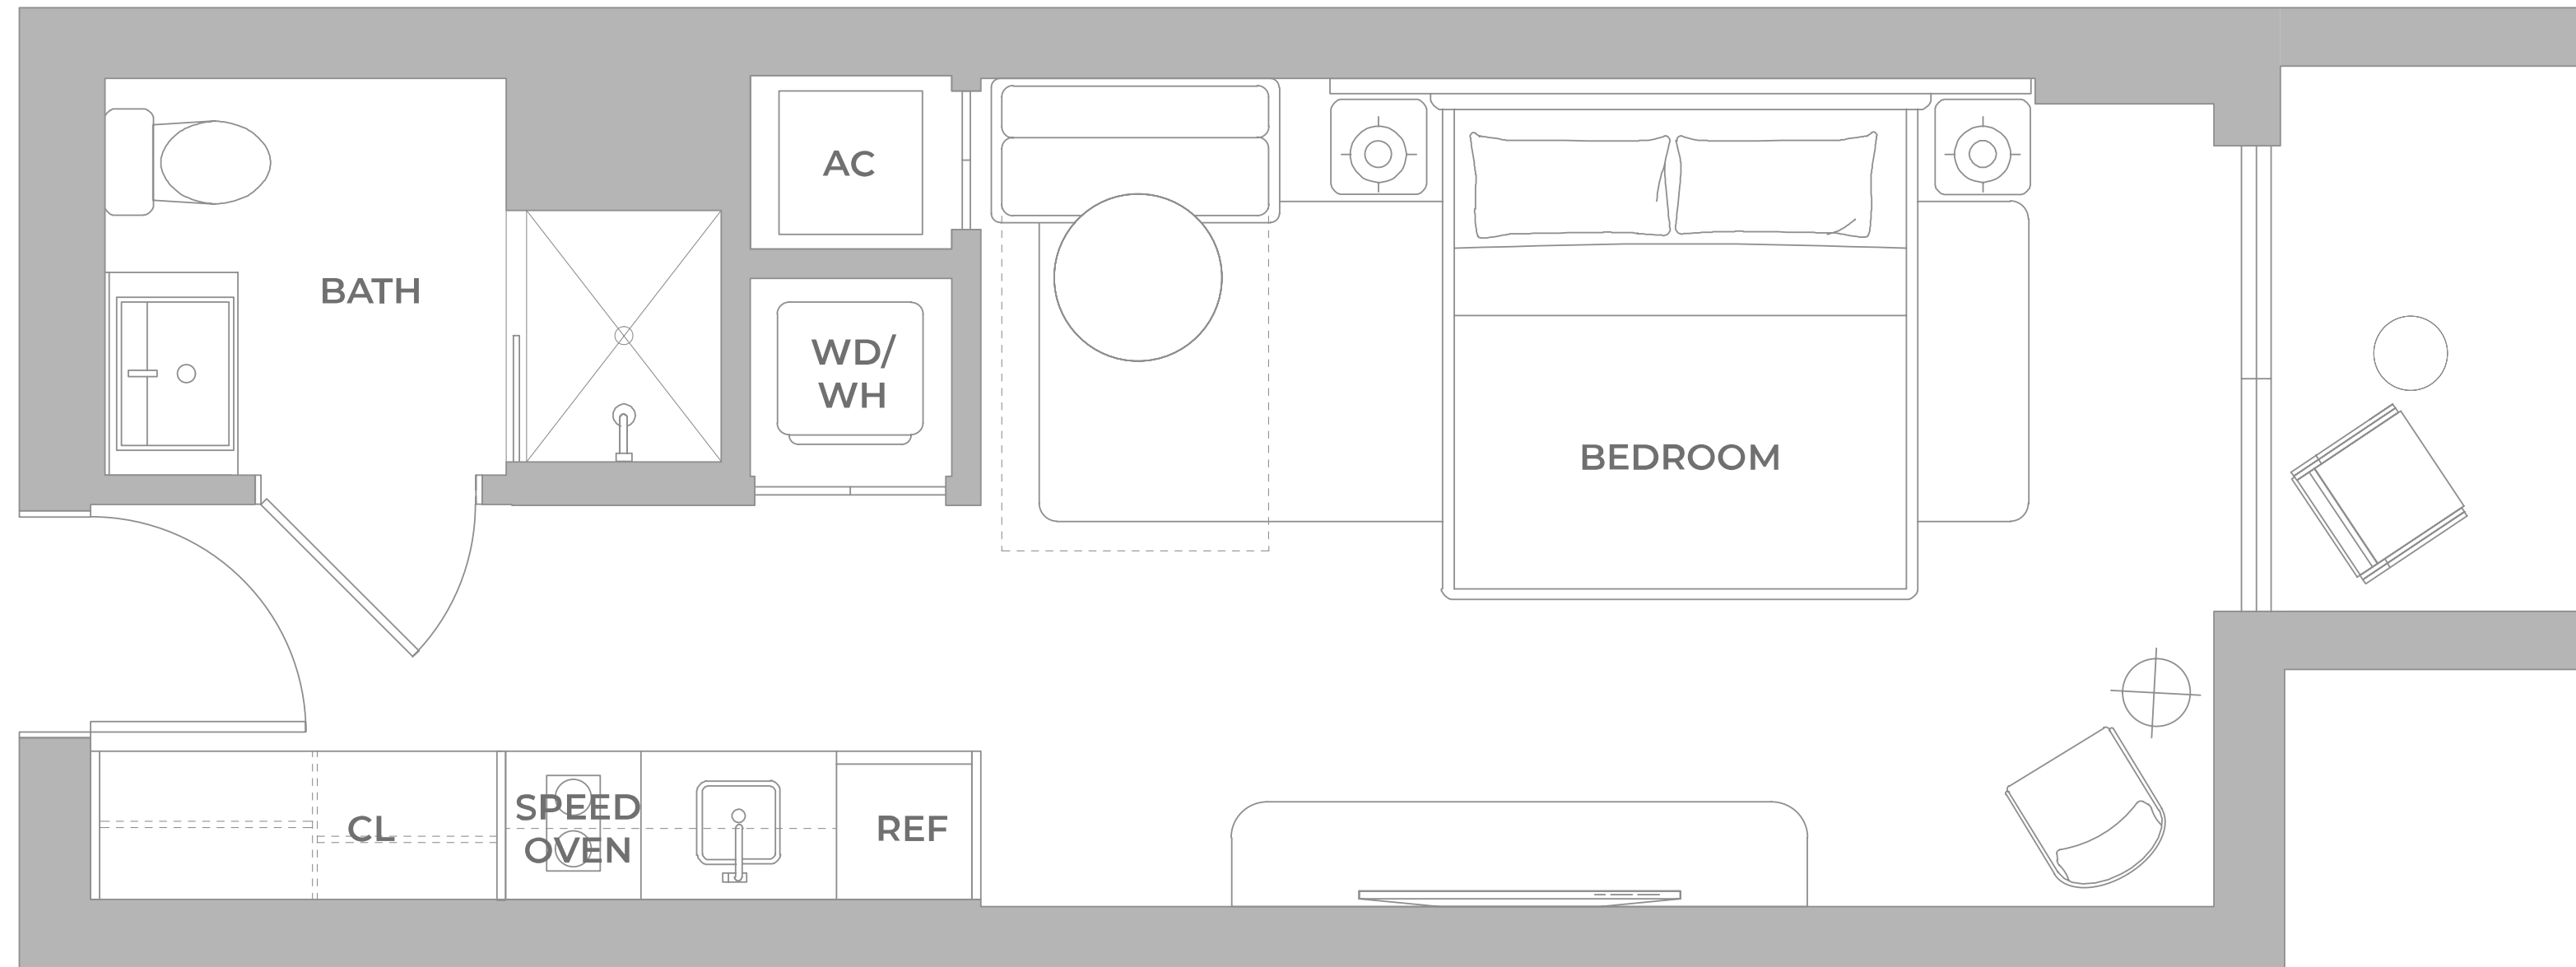 AC
BATH
WD/
WH
BEDROOM
CL
SPEED
OVEN
REF